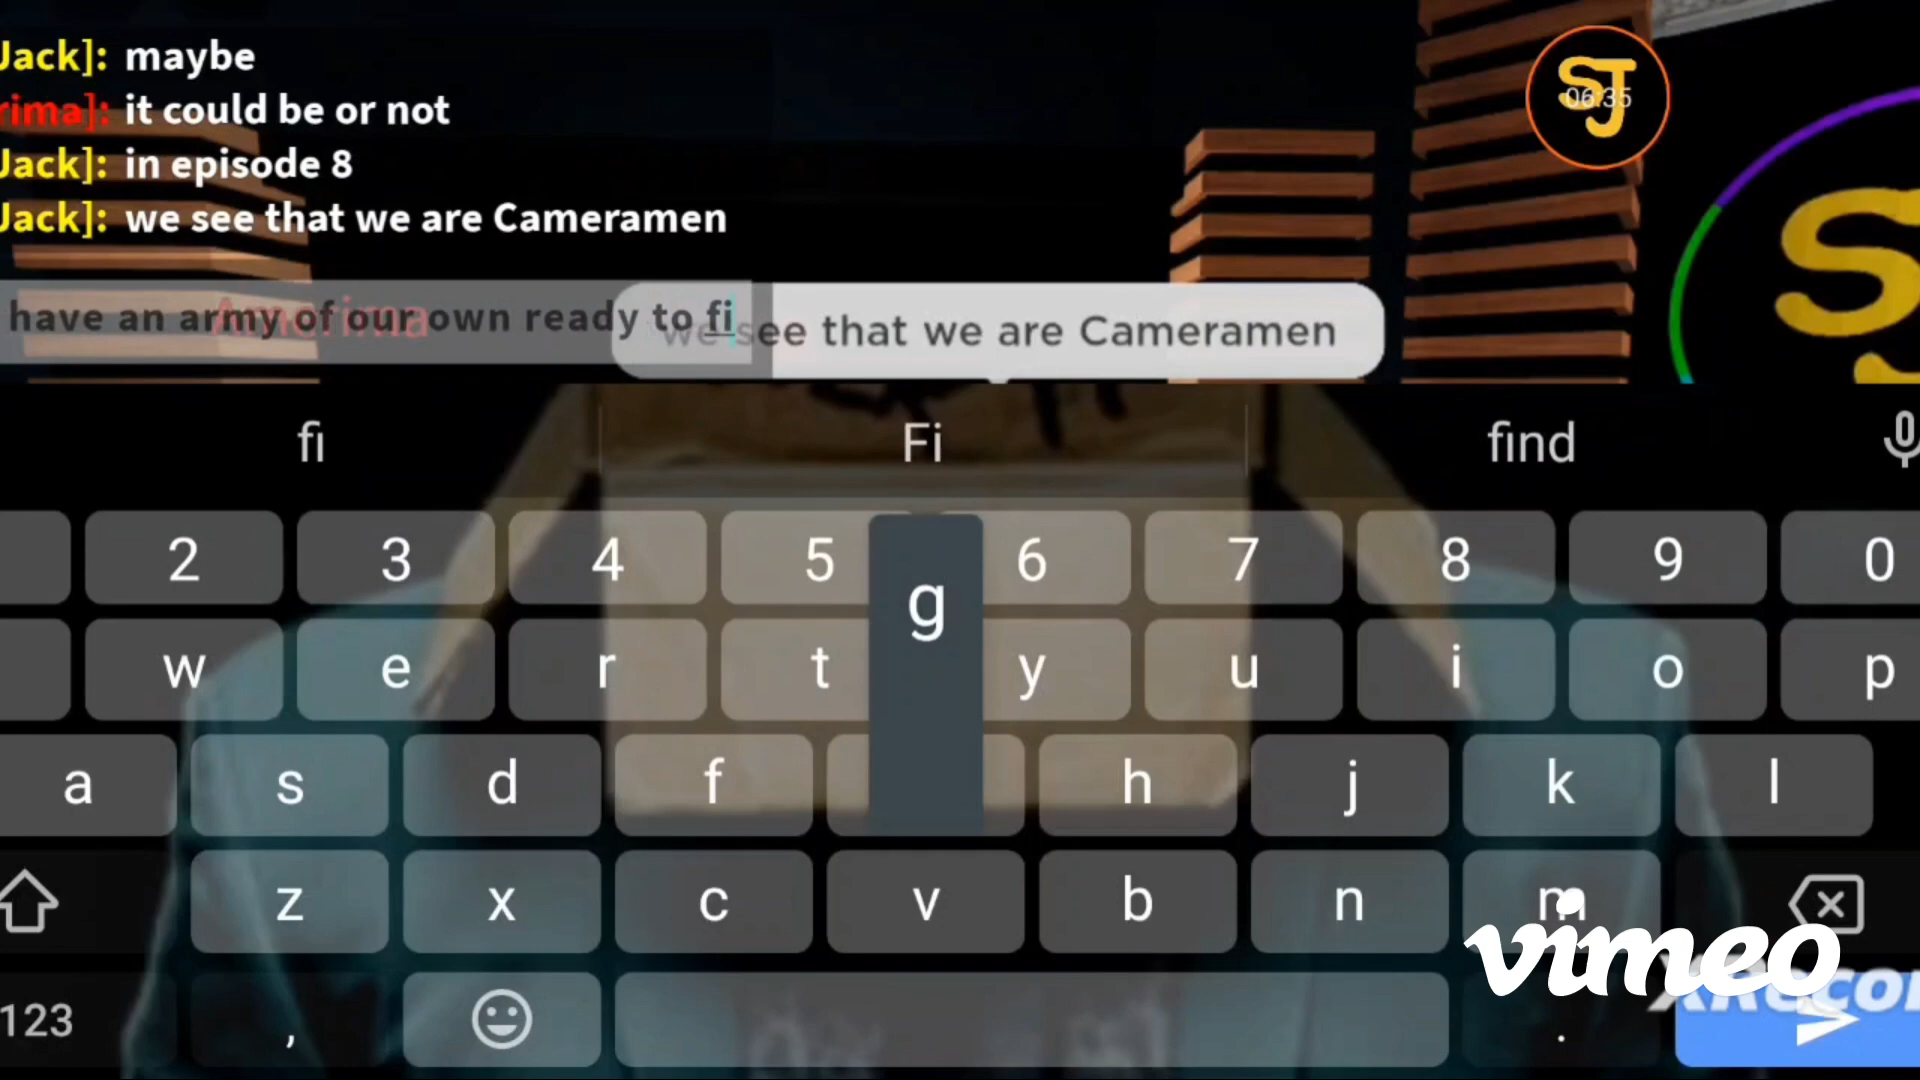 Jack]: maybe
rima]: it could be or not
Jack]: in episode 8
Jack]: we see that we are Cameramen
SJ
06:35
S
have an army of our own ready to fi
we see that we are Cameramen
fi Fi find
2 3 4 5 6 7 8 9 0
w e r t g y u i o p
a s d f h j k l
z x c v b n m
vimeo
XRecor
123 , .